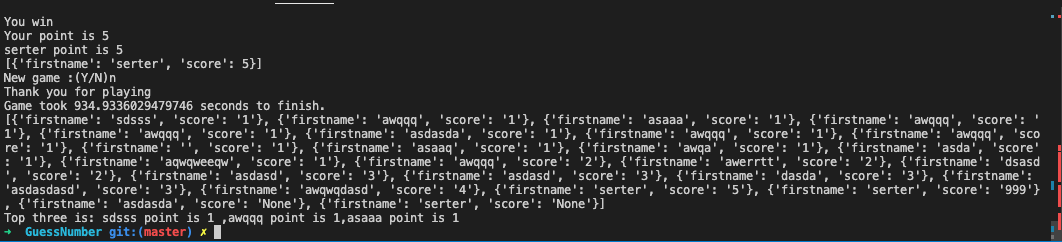 You win
Your point is 5
serter point is 5
[{'firstname': 'serter', 'score': 5}]
New game :(Y/N)n
Thank you for playing
Game took 934.9336029479746 seconds to finish.
[{'firstname': 'sdsss', 'score': '1'}, {'firstname': 'awqqq', 'score': '1'}, {'firstname': 'asaaa', 'score': '1'}, {'firstname': 'awqqq', 'score': '
1'}, {'firstname': 'awqqq', 'score': '1'}, {'firstname': 'asdasda', 'score': '1'}, {'firstname': 'awqqq', 'score': '1'}, {'firstname': 'awqqq', 'sco
re': '1'}, {'firstname': '', 'score': '1'}, {'firstname': 'asaaq', 'score': '1'}, {'firstname': 'awqa', 'score': '1'}, {'firstname': 'asda', 'score'
: '1'}, {'firstname': 'aqwqweeqw', 'score': '1'}, {'firstname': 'awqqq', 'score': '2'}, {'firstname': 'awerrtt', 'score': '2'}, {'firstname': 'dsasd
', 'score': '2'}, {'firstname': 'asdasd', 'score': '3'}, {'firstname': 'asdasd', 'score': '3'}, {'firstname': 'dasda', 'score': '3'}, {'firstname':
'asdasdasd', 'score': '3'}, {'firstname': 'awqwqdasd', 'score': '4'}, {'firstname': 'serter', 'score': '5'}, {'firstname': 'serter', 'score': '999'}
, {'firstname': 'asdasda', 'score': 'None'}, {'firstname': 'serter', 'score': 'None'}]
Top three is: sdsss point is 1 ,awqqq point is 1,asaaa point is 1
➜  GuessNumber git:(master) ✗